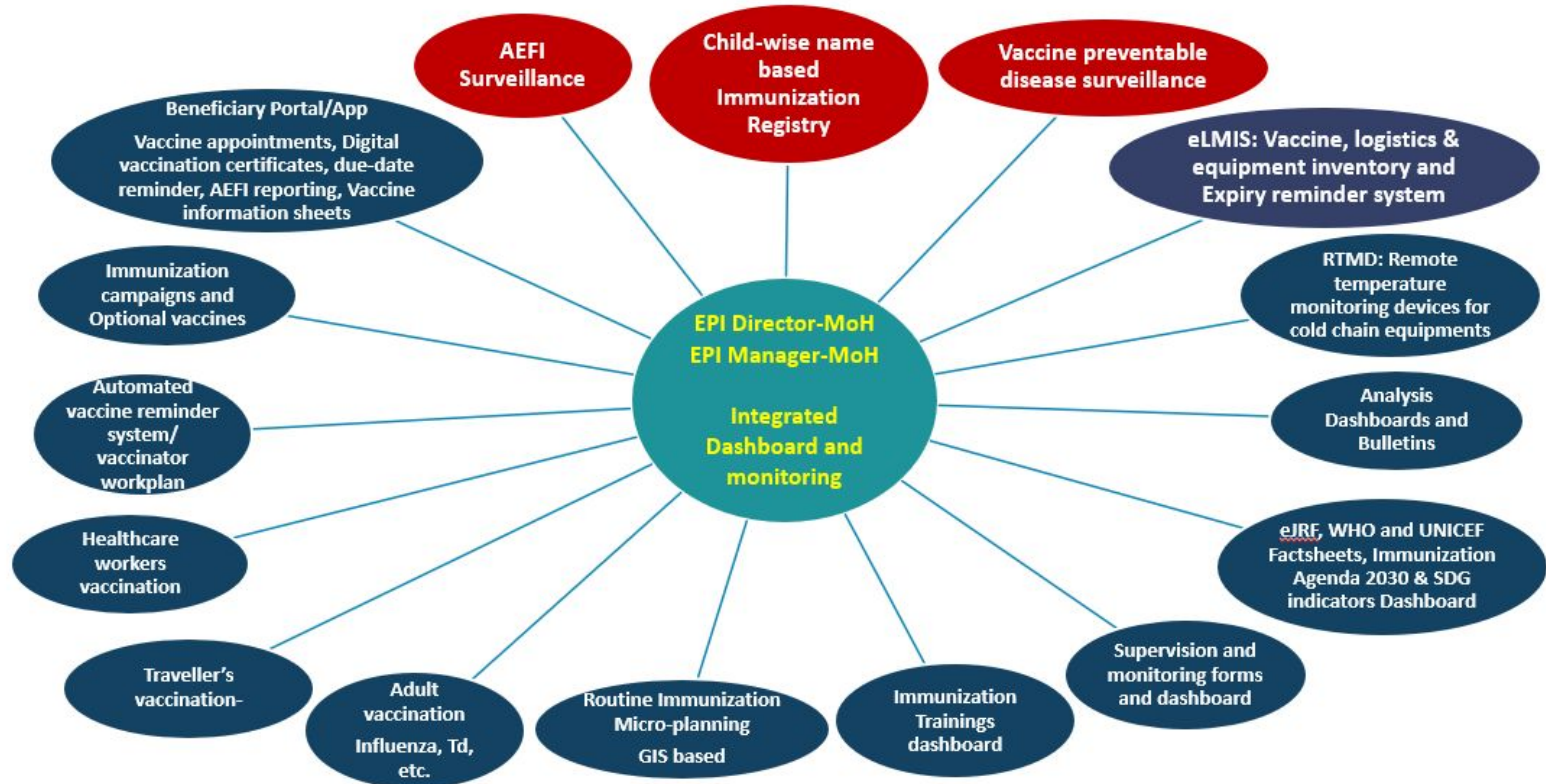 AEFI
Surveillance
Child-wise name
based
Immunization
Registry
Vaccine preventable
disease surveillance
Beneficiary Portal/App
Vaccine appointments, Digital
vaccination certificates, due-date
reminder, AEFI reporting, Vaccine
information sheets
eLMIS: Vaccine, logistics &
equipment inventory and
Expiry reminder system
Immunization
campaigns and
Optional vaccines
RTMD: Remote
temperature
monitoring devices for
cold chain equipments
EPI Director-MoH
EPI Manager-MoH
Integrated
Dashboard and
monitoring
Automated
vaccine reminder
system/
vaccinator
workplan
Analysis
Dashboards and
Bulletins
Healthcare
workers
vaccination
eJRF, WHO and UNICEF
Factsheets, Immunization
Agenda 2030 & SDG
indicators Dashboard
Traveller’s
vaccination-
Adult
vaccination
Influenza, Td,
etc.
Routine Immunization
Micro-planning
GIS based
Immunization
Trainings
dashboard
Supervision and
monitoring forms
and dashboard